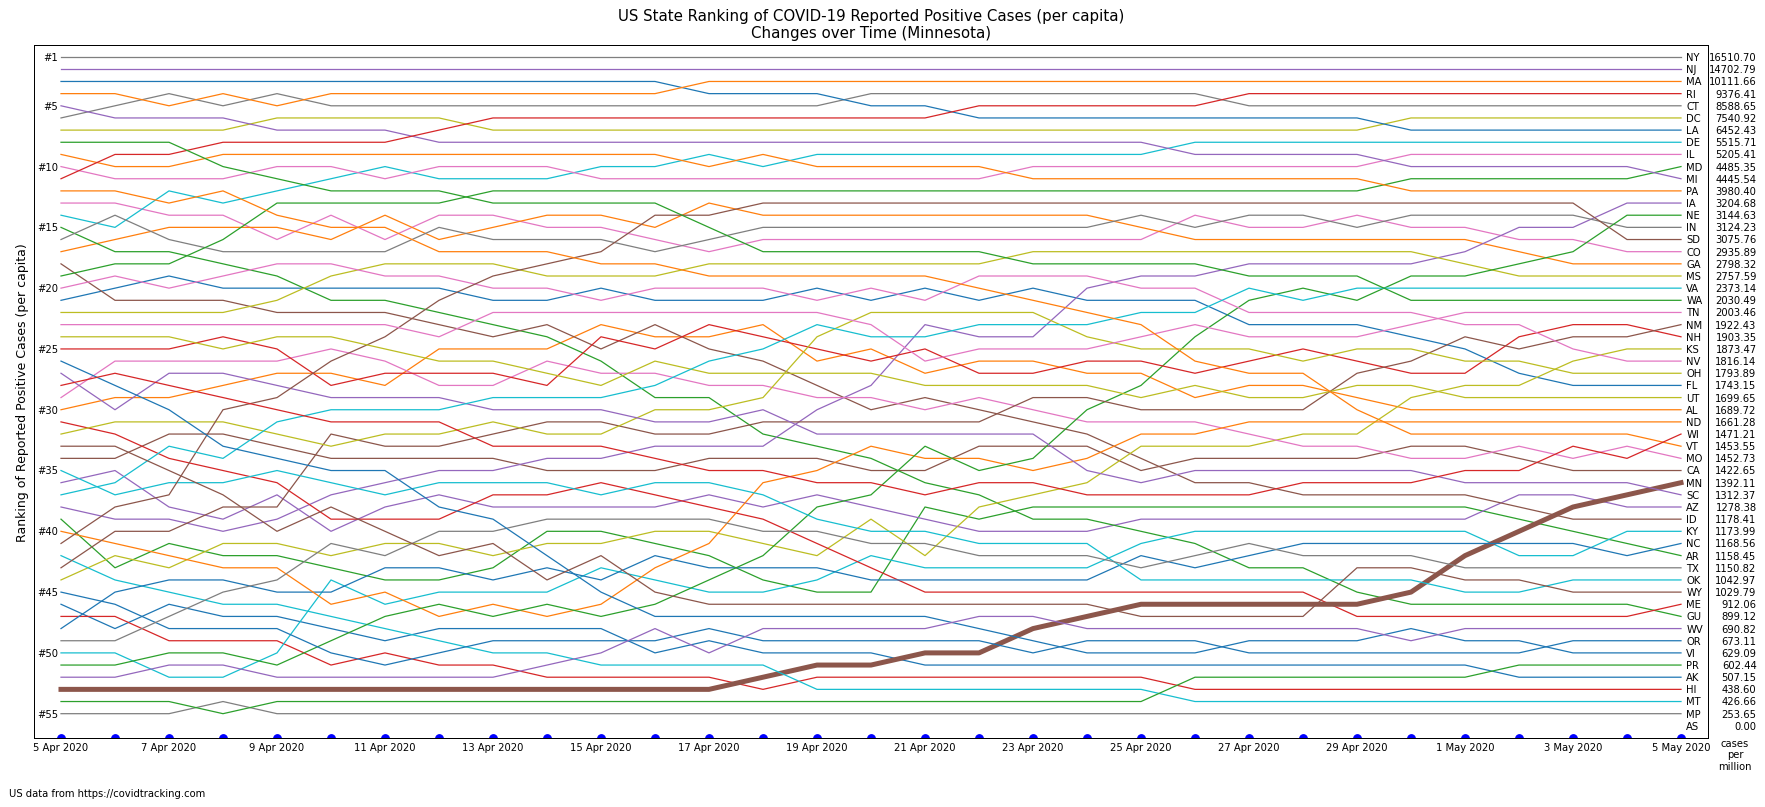 US State Ranking of COVID-19 Reported Positive Cases (per capita)
Changes over Time (Minnesota)
Ranking of Reported Positive Cases (per capita)
#1
#5
#10
#15
#20
#25
#30
#35
#40
#45
#50
#55
NY 16510.70
NJ 14702.79
MA 10111.66
RI 9376.41
CT 8588.65
DC 7540.92
LA 6452.43
DE 5515.71
IL 5205.41
MD 4485.35
MI 4445.54
PA 3980.40
IA 3204.68
NE 3144.63
IN 3124.23
SD 3075.76
CO 2935.89
GA 2798.32
MS 2757.59
VA 2373.14
WA 2030.49
TN 2003.46
NM 1922.43
NH 1903.35
KS 1873.47
NV 1816.14
OH 1793.89
FL 1743.15
UT 1699.65
AL 1689.72
ND 1661.28
WI 1471.21
VT 1453.55
MO 1452.73
CA 1422.65
MN 1392.11
SC 1312.37
AZ 1278.38
ID 1178.41
KY 1173.99
NC 1168.56
AR 1158.45
TX 1150.82
OK 1042.97
WY 1029.79
ME 912.06
GU 899.12
WV 690.82
OR 673.11
VI 629.09
PR 602.44
AK 507.15
HI 438.60
MT 426.66
MP 253.65
AS 0.00
5 Apr 2020 7 Apr 2020 9 Apr 2020 11 Apr 2020 13 Apr 2020 15 Apr 2020 17 Apr 2020 19 Apr 2020 21 Apr 2020 23 Apr 2020 25 Apr 2020 27 Apr 2020 29 Apr 2020 1 May 2020 3 May 2020 5 May 2020
cases
per
million
US data from https://covidtracking.com